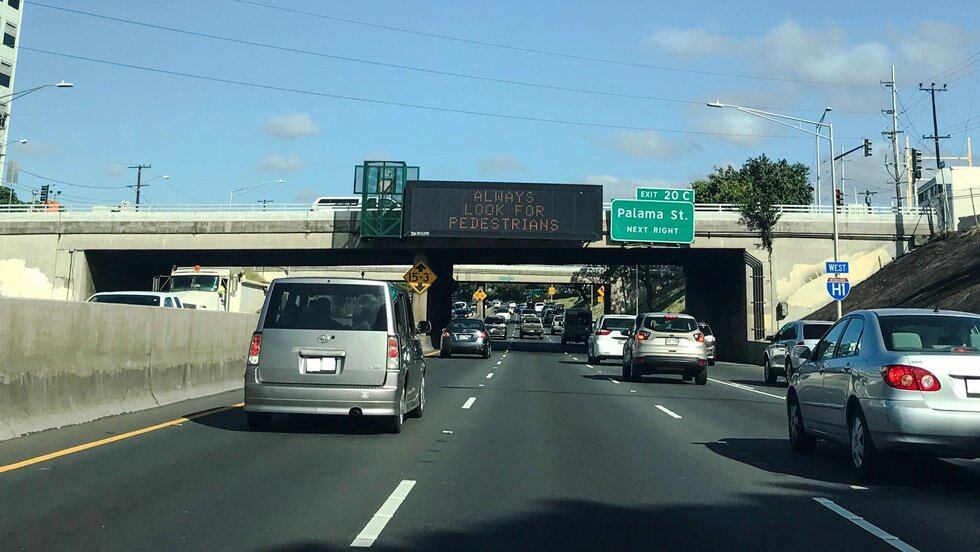 ALWAYS
LOOK FOR
PEDESTRIANS
EXIT 20 C
Palama St.
NEXT RIGHT
WEST
H1
15-3